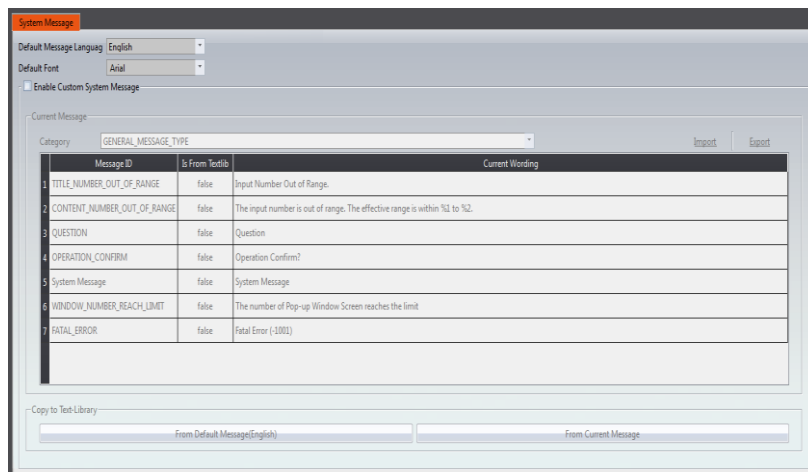 System Message
Default Message Languag English
Default Font Arial
Enable Custom System Message
Current Message
Category GENERAL_MESSAGE_TYPE Import Export
Message ID Is From Textlib Current Wording
1 TITLE_NUMBER_OUT_OF_RANGE false Input Number Out of Range.
2 CONTENT_NUMBER_OUT_OF_RANGE false The input number is out of range. The effective range is within %1 to %2.
3 QUESTION false Question
4 OPERATION_CONFIRM false Operation Confirm?
5 System Message false System Message
6 WINDOW_NUMBER_REACH_LIMIT false The number of Pop-up Window Screen reaches the limit
7 FATAL_ERROR false Fatal Error (-1001)
Copy to Text-Library
From Default Message(English) From Current Message